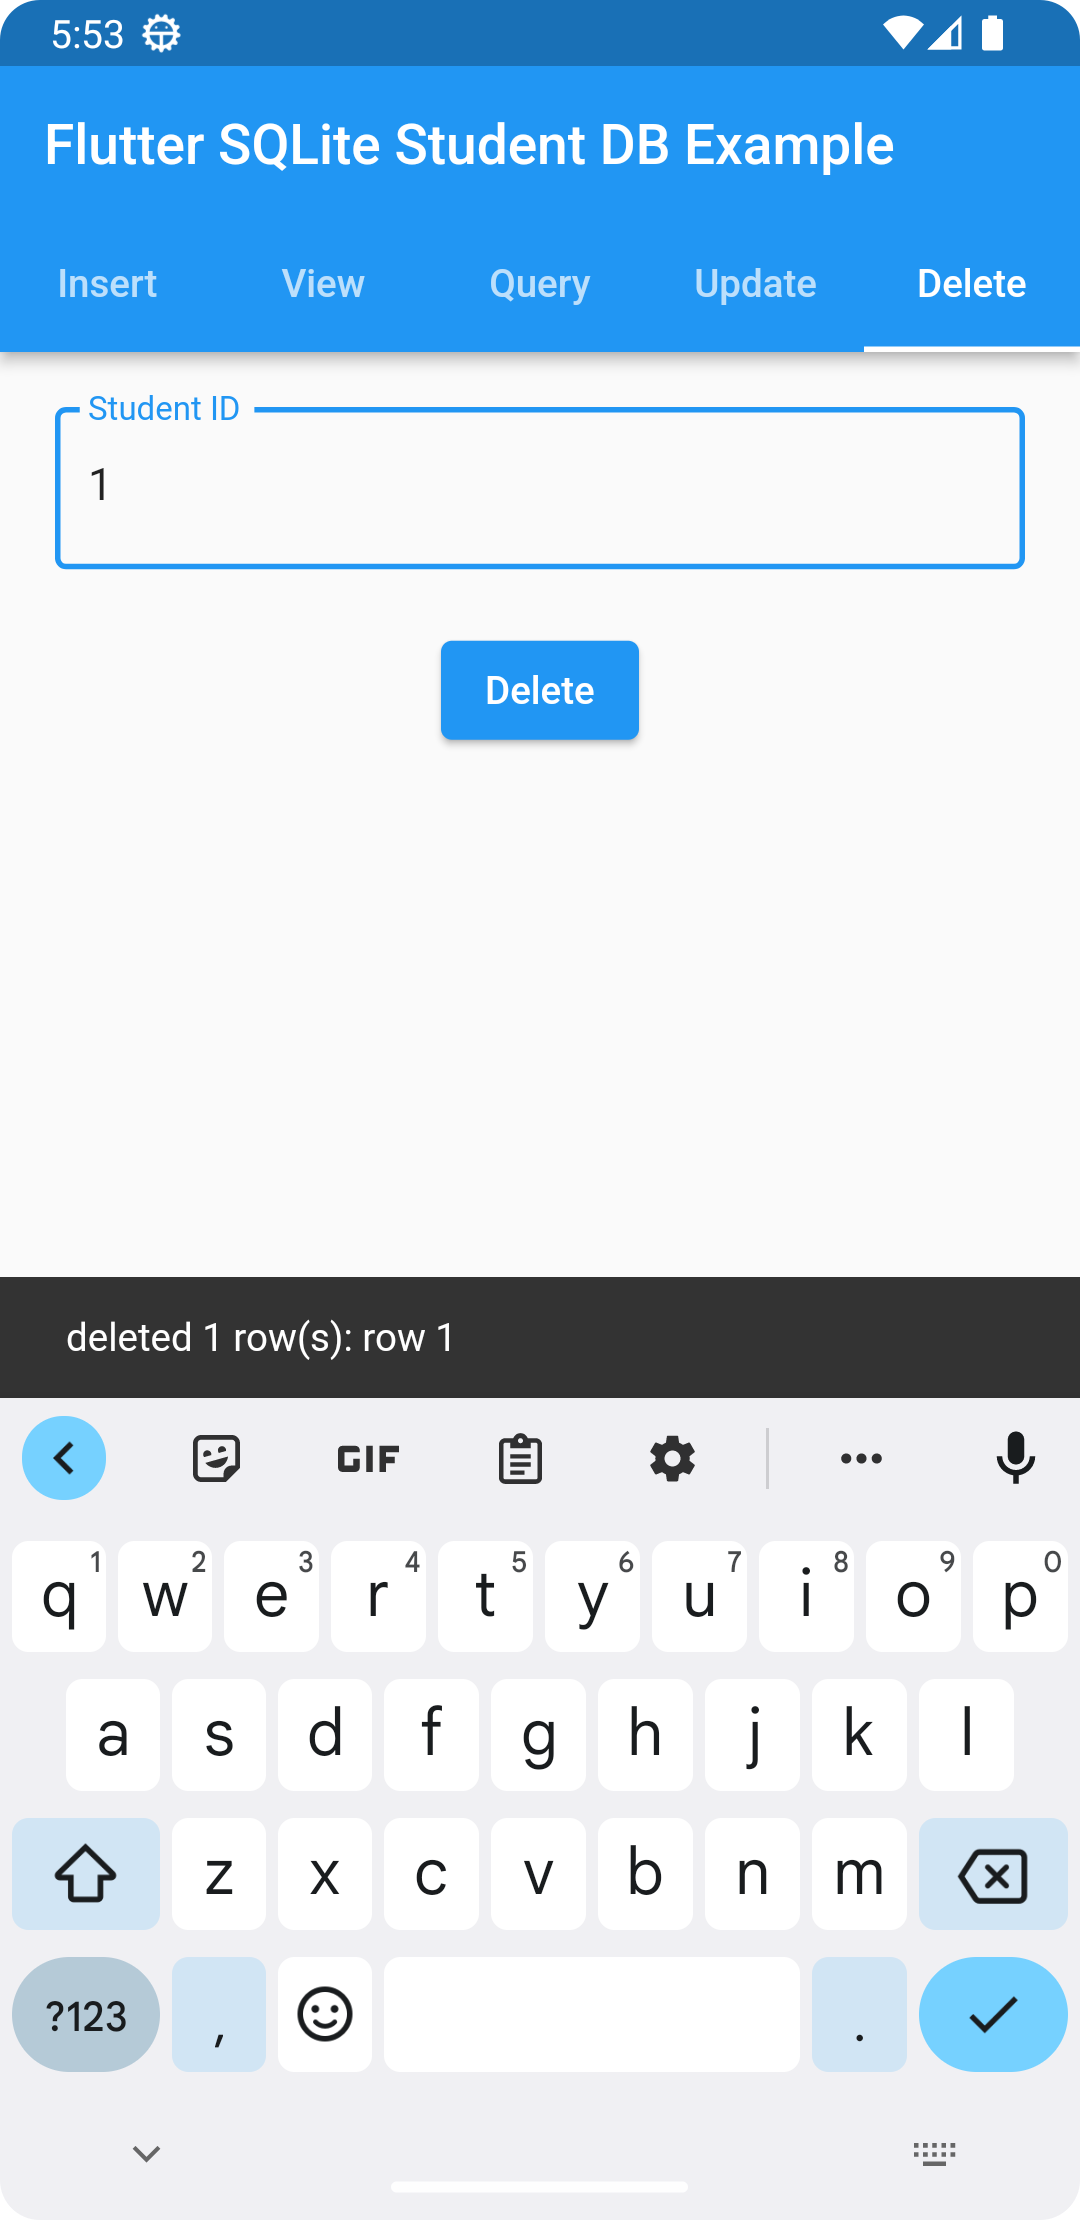 5:53
Flutter SQLite Student DB Example
Insert View Query Update Delete
Student ID
1
Delete
deleted 1 row(s): row 1
GIF
q 1 w 2 e 3 r 4 t 5 y 6 u 7 i 8 o 9 p 0
a s d f g h j k l
z x c v b n m
?123 , .